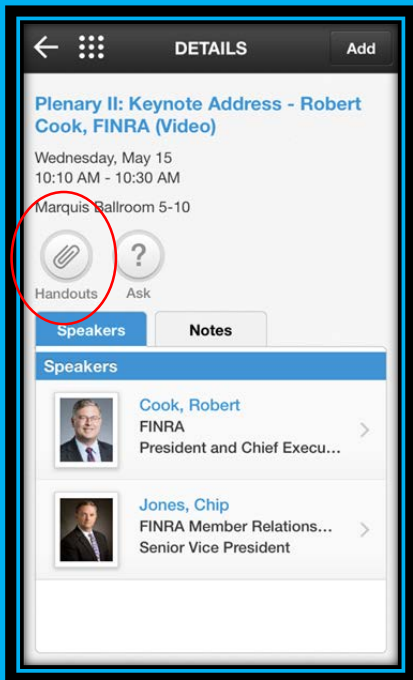 DETAILS
Add
Plenary II: Keynote Address - Robert
Cook, FINRA (Video)
Wednesday, May 15
10:10 AM - 10:30 AM
Marquis Ballroom 5-10
?
Handouts
Ask
Speakers
Notes
Speakers
Cook, Robert
FINRA
President and Chief Execu...
Jones, Chip
FINRA Member Relations...
Senior Vice President